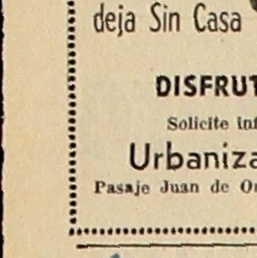 deja Sin Casa
DISFRUT
Solicite inf
Urbaniza
Pasaje Juan de O